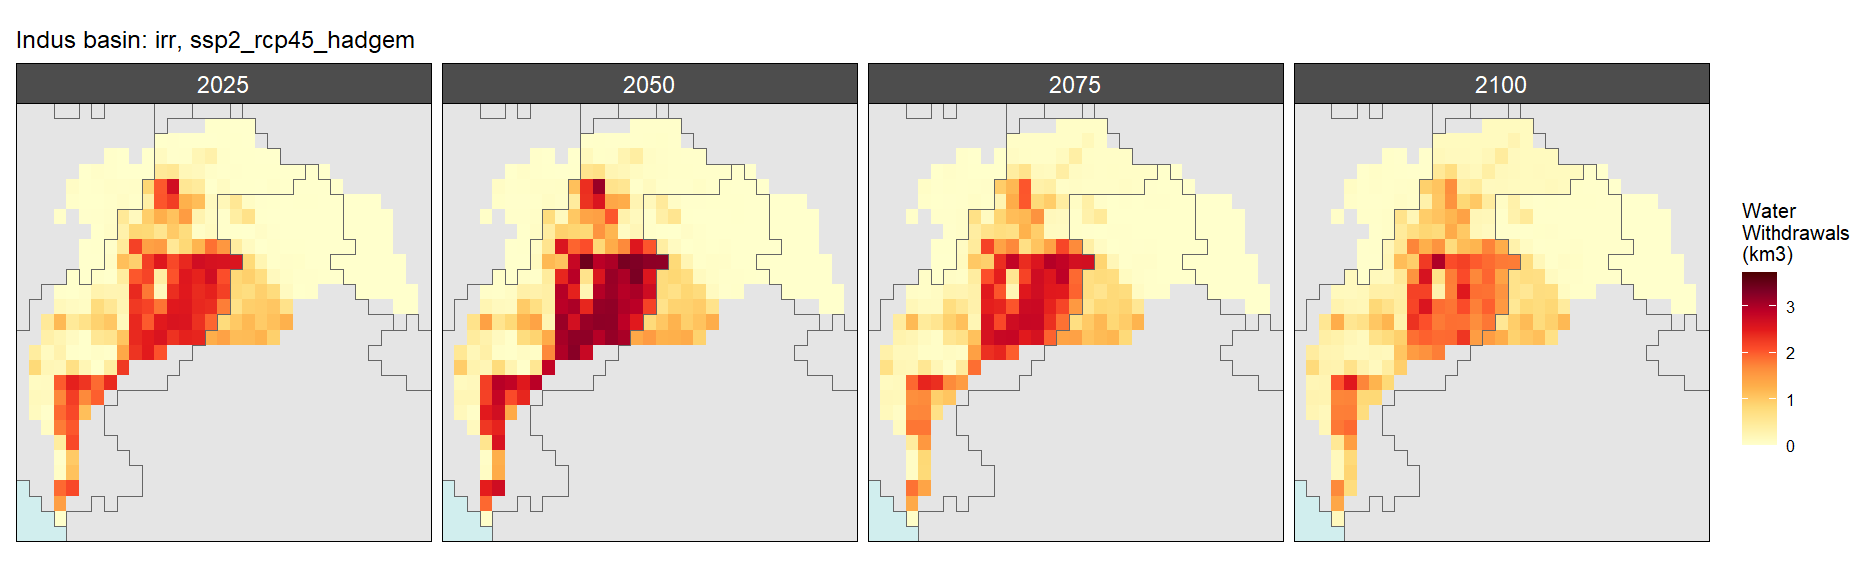 Indus basin: irr, ssp2_rcp45_hadgem
2025
2050
2075
2100
Water
Withdrawals
(km3)
3
2
1
0